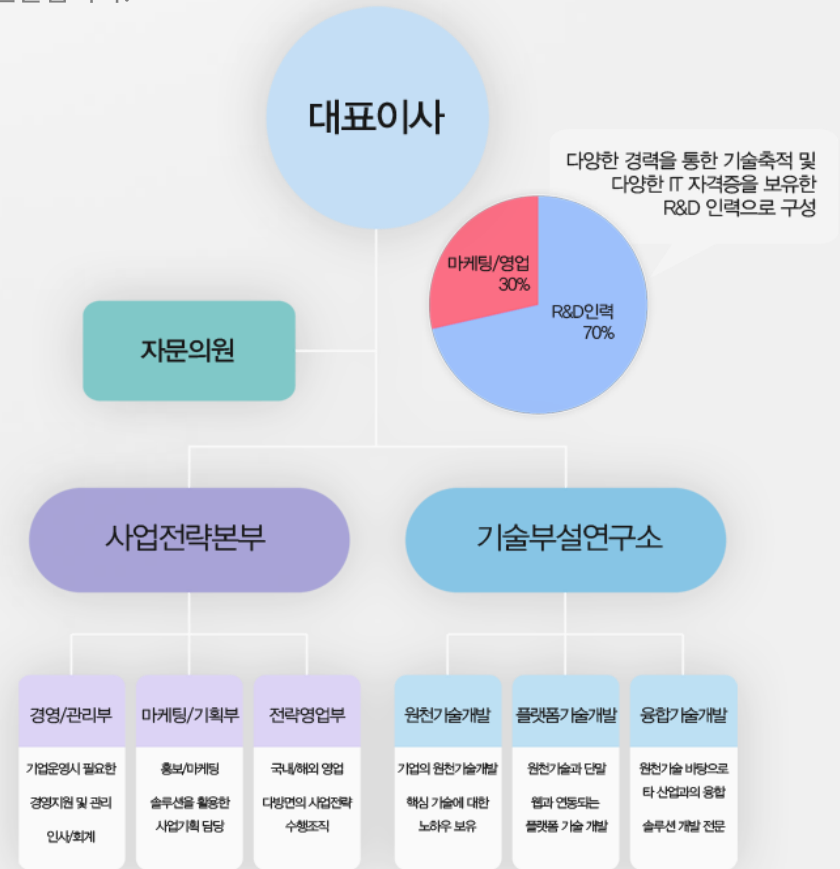 대표이사
다양한 경력을 통한 기술축적 및
다양한 IT 자격증을 보유한
R&D 인력으로 구성
마케팅/영업
30%
R&D인력
70%
자문의원
사업전략본부
기술부설연구소
경영/관리부
기업운영시 필요한
경영지원 및 관리
인사/회계
마케팅/기획부
홍보/마케팅
솔루션을 활용한
사업기획 담당
전략영업부
국내/해외 영업
다방면의 사업전략
수행조직
원천기술개발
기업의 원천기술개발
핵심 기술에 대한
노하우 보유
플랫폼기술개발
원천기술과 단말
웹과 연동되는
플랫폼 기술 개발
융합기술개발
원천기술 바탕으로
타 산업과의 융합
솔루션 개발 전문